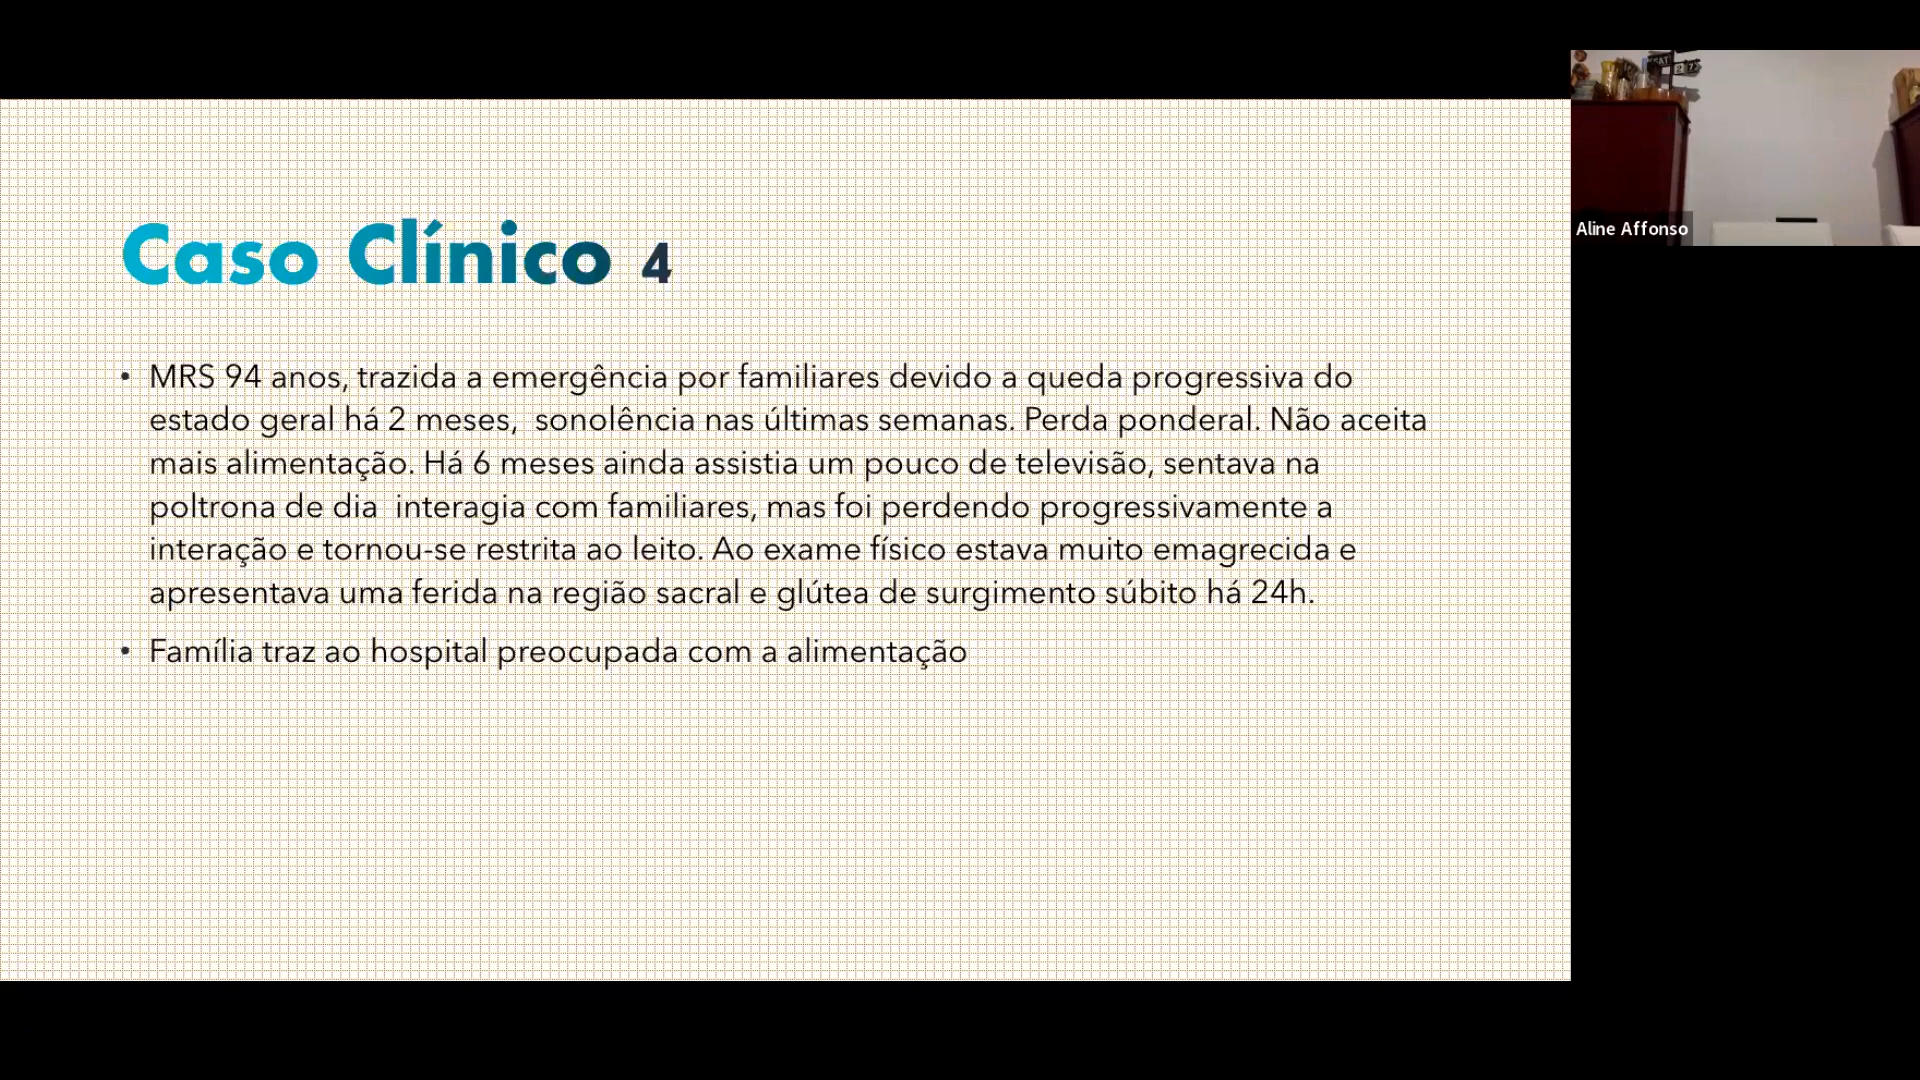 Caso Clínico 4
• MRS 94 anos, trazida a emergência por familiares devido a queda progressiva do
estado geral há 2 meses,  sonolência nas últimas semanas. Perda ponderal. Não aceita
mais alimentação. Há 6 meses ainda assistia um pouco de televisão, sentava na
poltrona de dia  interagia com familiares, mas foi perdendo progressivamente a
interação e tornou-se restrita ao leito. Ao exame físico estava muito emagrecida e
apresentava uma ferida na região sacral e glútea de surgimento súbito há 24h.
• Família traz ao hospital preocupada com a alimentação
SAT
Aline Affonso